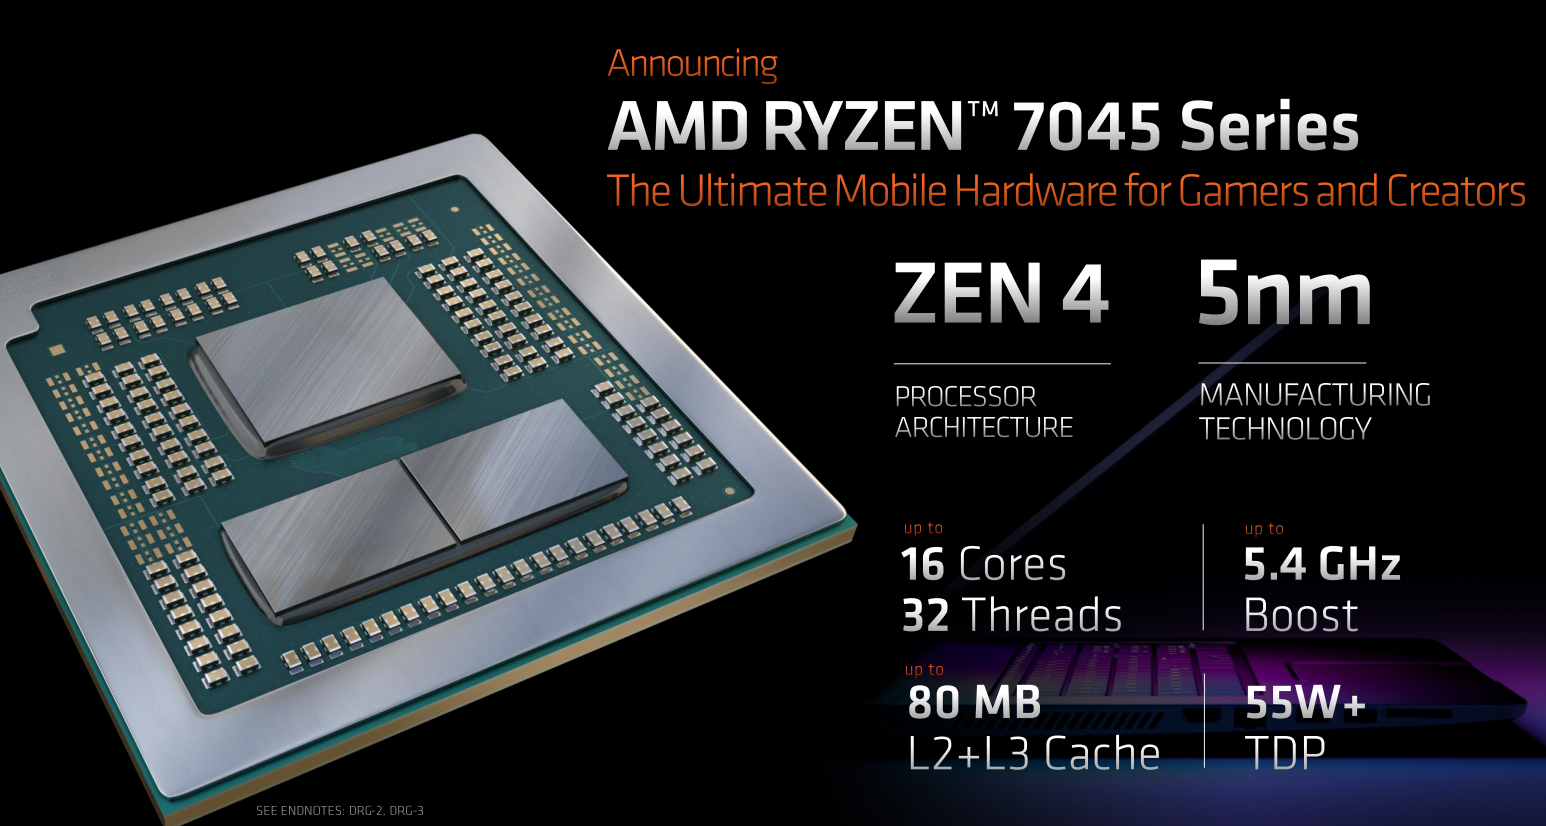 Announcing
AMD RYZEN™ 7045 Series
The Ultimate Mobile Hardware for Gamers and Creators
ZEN 4
PROCESSOR
ARCHITECTURE
5nm
MANUFACTURING
TECHNOLOGY
up to
16 Cores
32 Threads
up to
5.4 GHz
Boost
up to
80 MB
L2+L3 Cache
55W+
TDP
SEE ENDNOTES: DRG-2, DRG-3